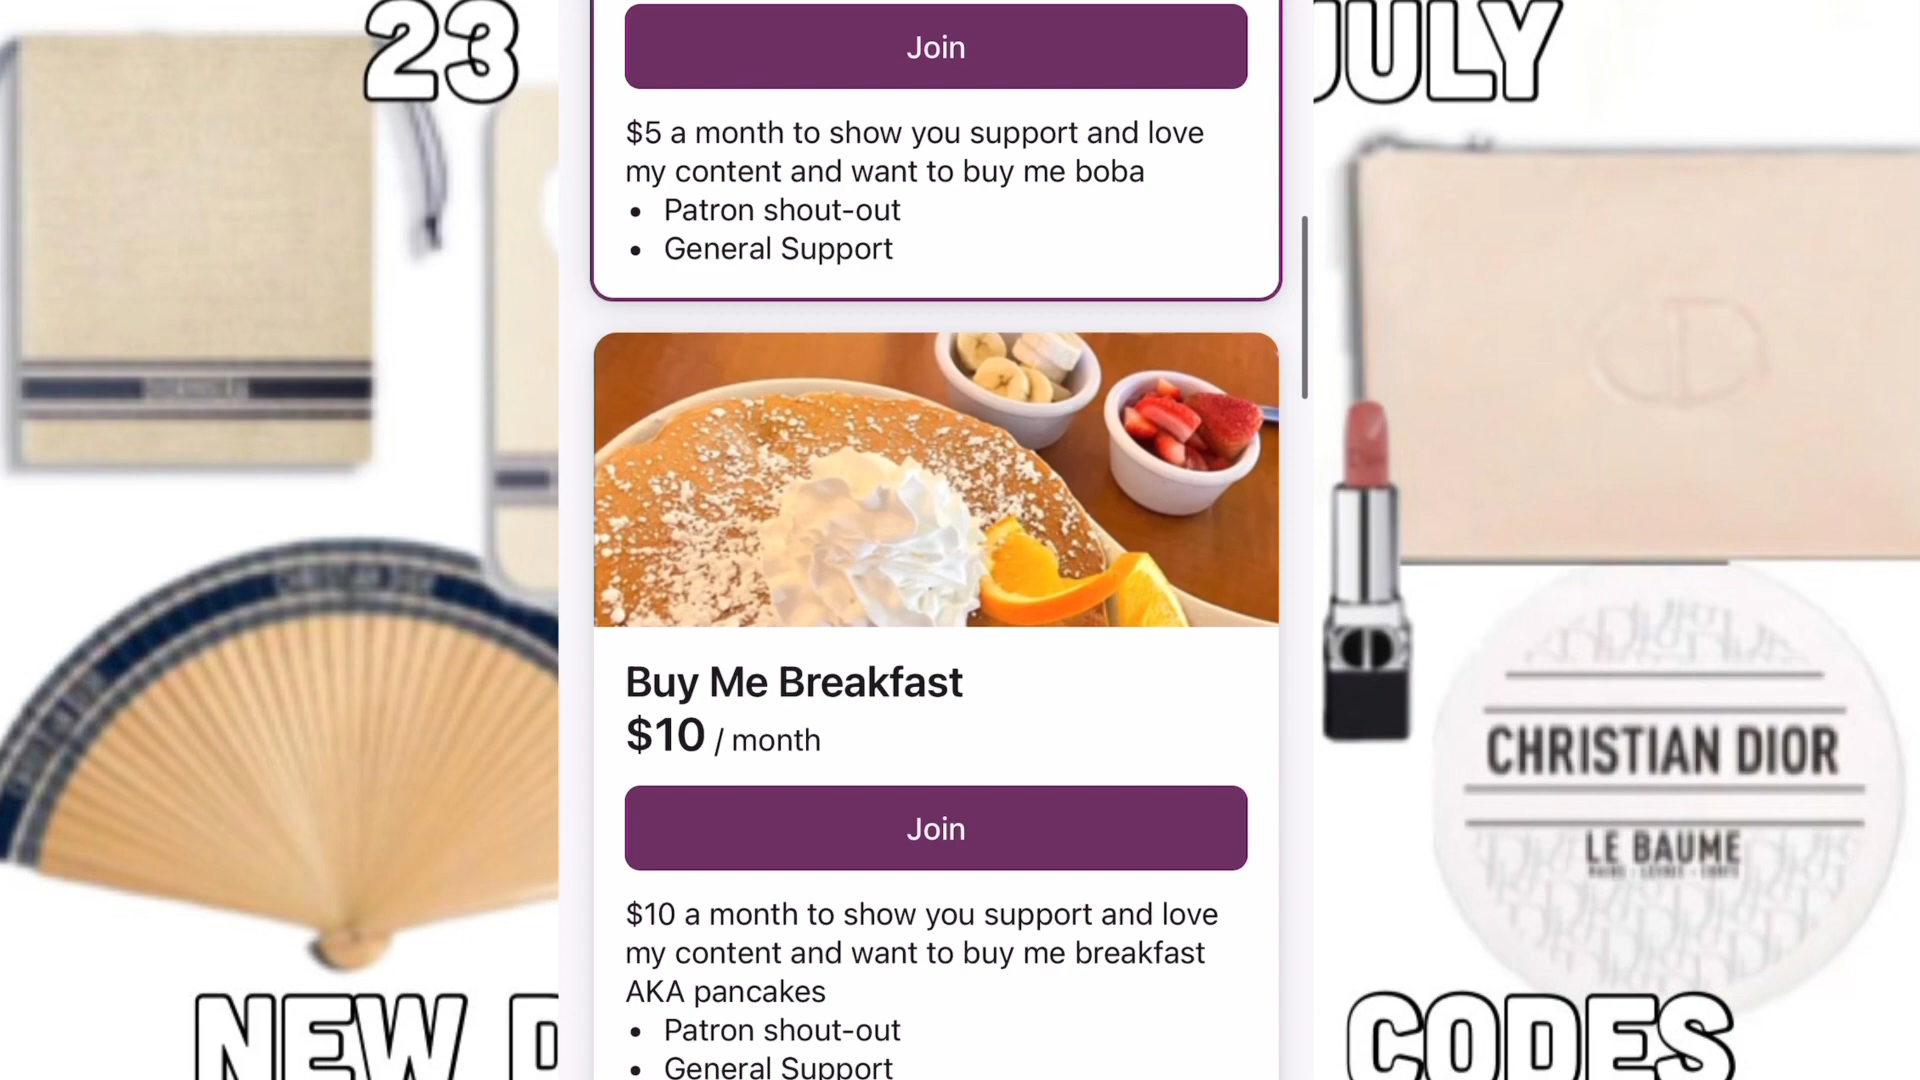 23
JULY
Join
$5 a month to show you support and love
my content and want to buy me boba
• Patron shout-out
• General Support
Buy Me Breakfast
$10 / month
Join
$10 a month to show you support and love
my content and want to buy me breakfast
AKA pancakes
• Patron shout-out
• General Support
CHRISTIAN DIOR
CHRISTIAN DIOR
LE BAUME
NEW D
CODES